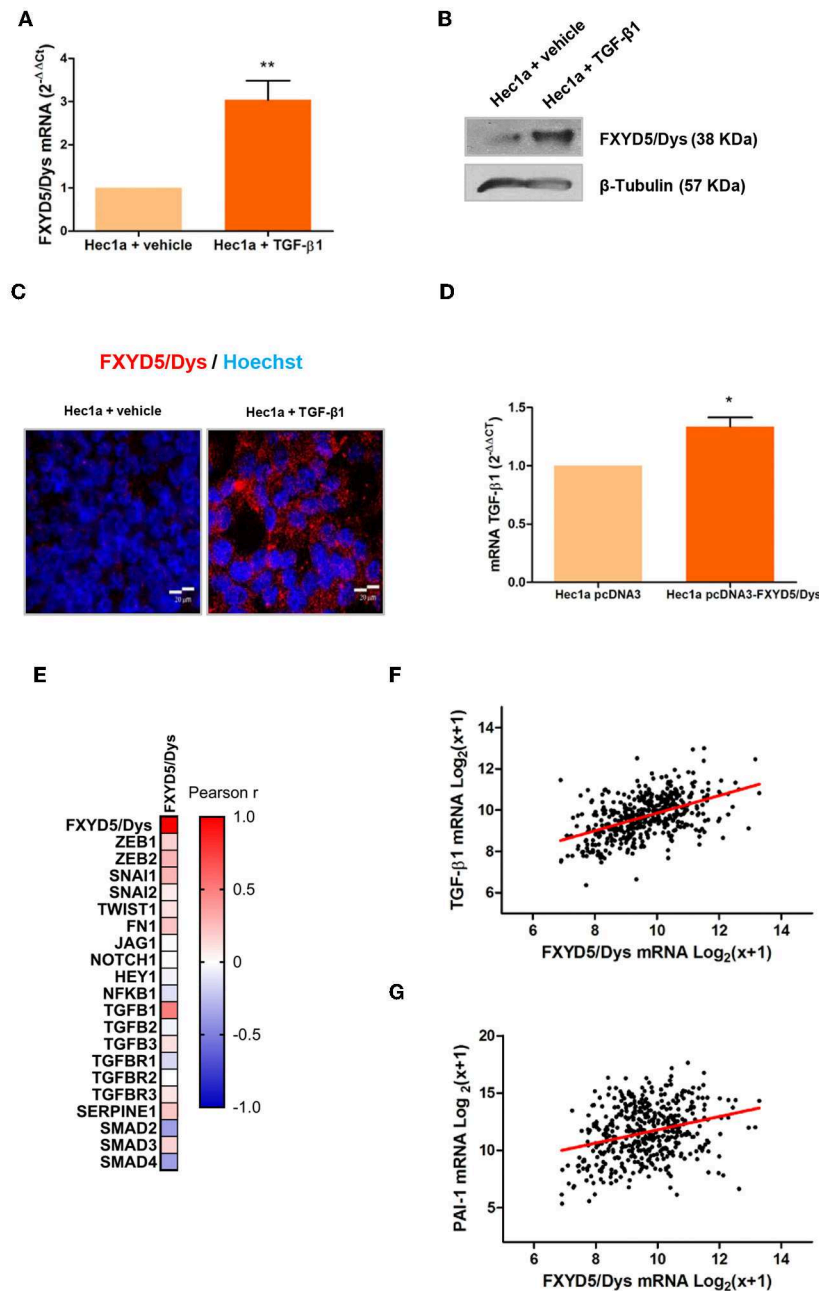 A
FXYD5/Dys mRNA (2^-ΔΔCt)
4
3
2
1
0
**
Hec1a + vehicle
Hec1a + TGF-β1
B
Hec1a + vehicle
Hec1a + TGF-β1
FXYD5/Dys (38 KDa)
β-Tubulin (57 KDa)
C
FXYD5/Dys / Hoechst
Hec1a + vehicle
Hec1a + TGF-β1
20 μm
20 μm
D
mRNA TGF-β1 (2^-ΔΔCT)
1.5
1.0
0.5
0.0
*
Hec1a pcDNA3
Hec1a pcDNA3-FXYD5/Dys
E
FXYD5/Dys
Pearson r
FXYD5/Dys
ZEB1
ZEB2
SNAI1
SNAI2
TWIST1
FN1
JAG1
NOTCH1
HEY1
NFKB1
TGFB1
TGFB2
TGFB3
TGFBR1
TGFBR2
TGFBR3
SERPINE1
SMAD2
SMAD3
SMAD4
1.0
0.5
0
-0.5
-1.0
F
TGF-β1 mRNA Log2(x+1)
14
12
10
8
6
6 8 10 12 14
FXYD5/Dys mRNA Log2(x+1)
G
PAI-1 mRNA Log 2(x+1)
20
15
10
5
6 8 10 12 14
FXYD5/Dys mRNA Log2(x+1)